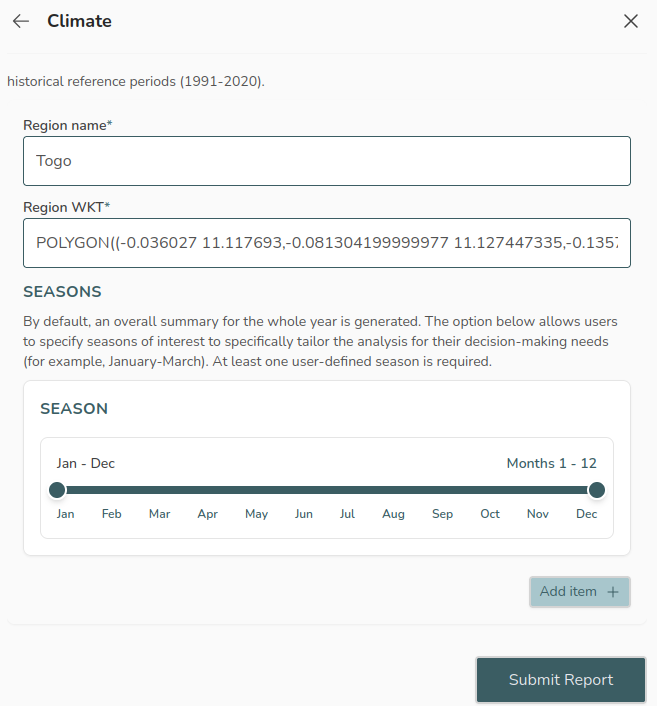 Climate
historical reference periods (1991-2020).
Region name*
Togo
Region WKT*
POLYGON((-0.036027 11.117693,-0.081304199999977 11.127447335,-0.1357
SEASONS
By default, an overall summary for the whole year is generated. The option below allows users
to specify seasons of interest to specifically tailor the analysis for their decision-making needs
(for example, January-March). At least one user-defined season is required.
SEASON
Jan - Dec Months 1 - 12
Jan Feb Mar Apr May Jun Jul Aug Sep Oct Nov Dec
Add item +
Submit Report